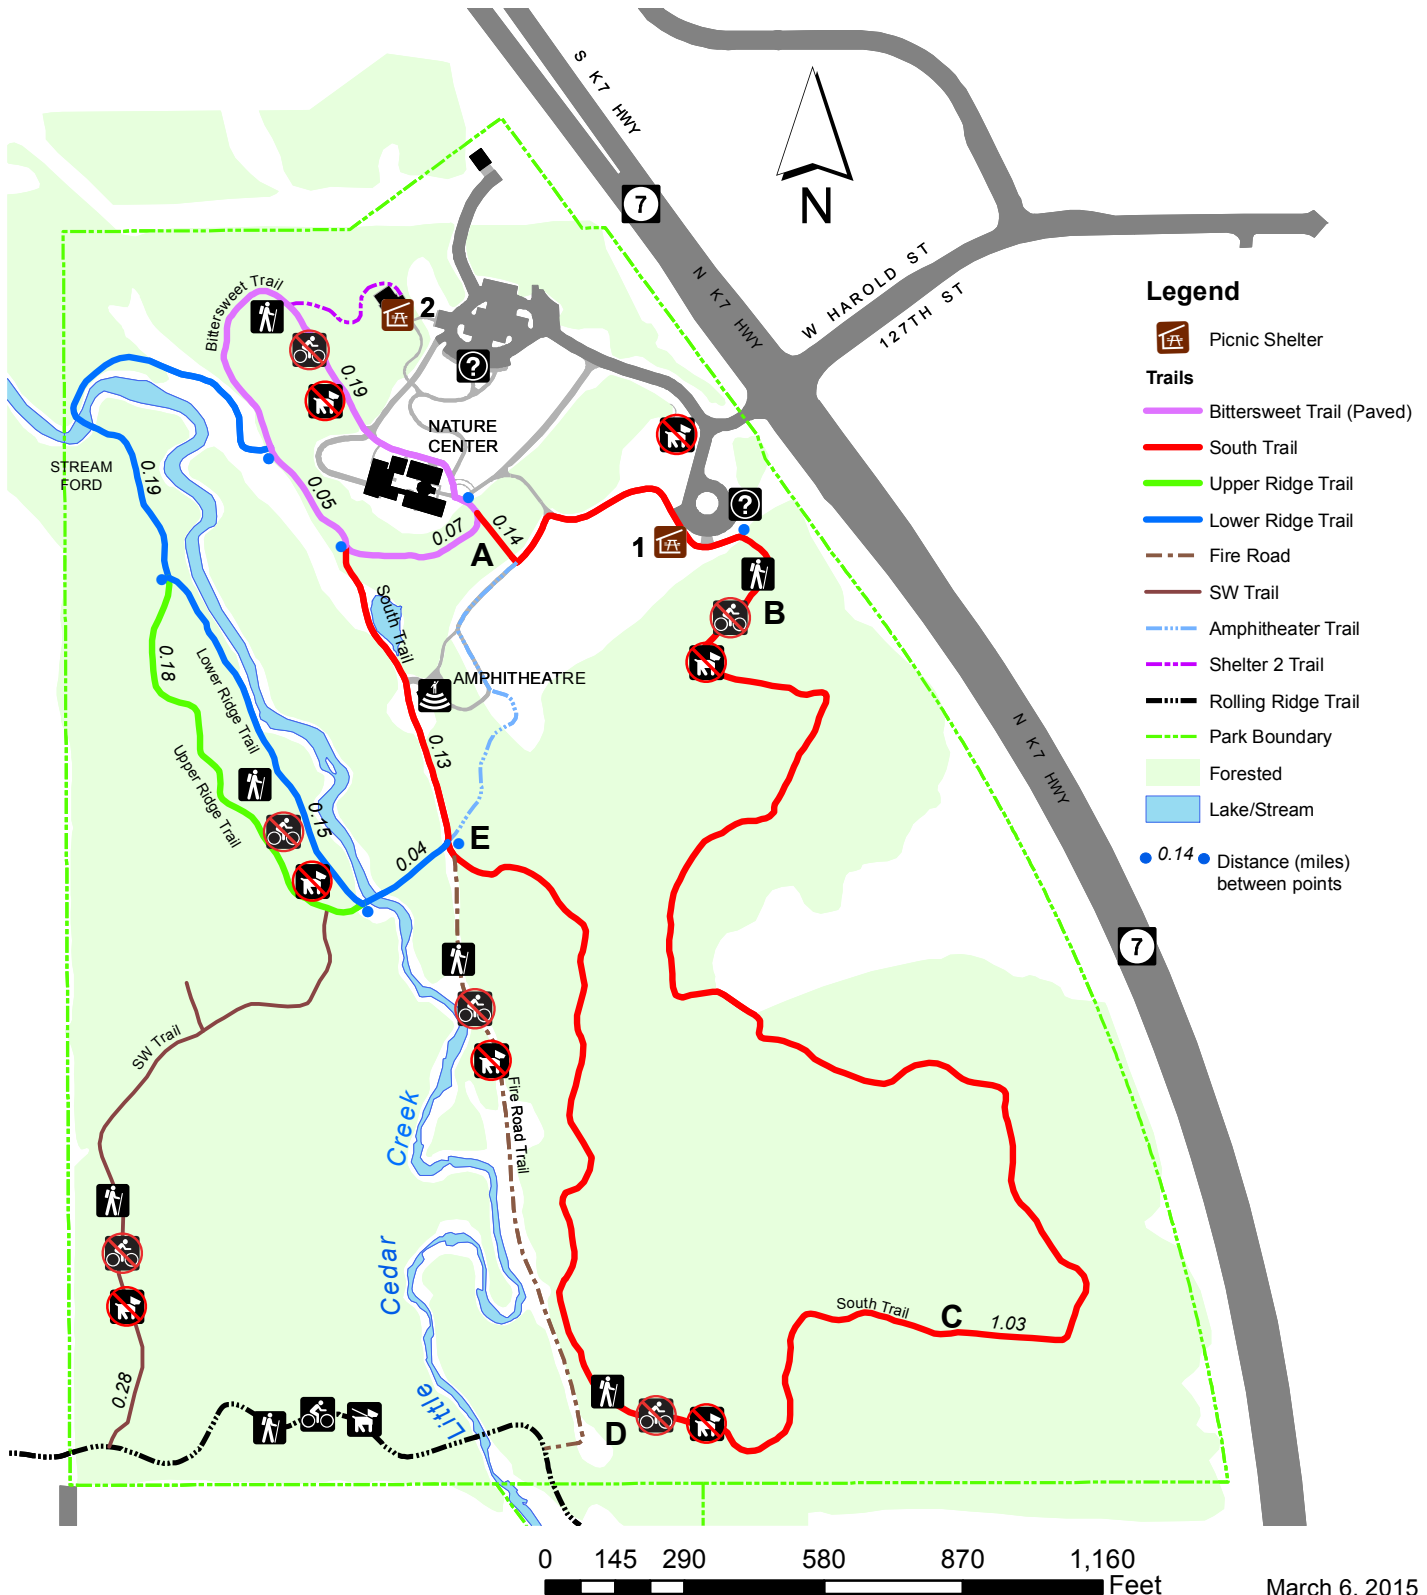 S K7 HWY
7
N
N K7 HWY
W HAROLD ST
127TH ST
Bittersweet Trail
2
0.19
?
NATURE
CENTER
STREAM
FORD
0.19
0.05
0.07
0.14
A
1
?
B
South Trail
0.18
Lower Ridge Trail
Upper Ridge Trail
AMPHITHEATRE
0.13
0.15
0.04
E
N K7 HWY
7
SW Trail
Fire Road Trail
Creek
Cedar
Little
South Trail
C
1.03
0.28
D
Legend
Picnic Shelter
Trails
Bittersweet Trail (Paved)
South Trail
Upper Ridge Trail
Lower Ridge Trail
Fire Road
SW Trail
Amphitheater Trail
Shelter 2 Trail
Rolling Ridge Trail
Park Boundary
Forested
Lake/Stream
0.14 Distance (miles)
between points
0 145 290 580 870 1,160
Feet
March 6, 2015